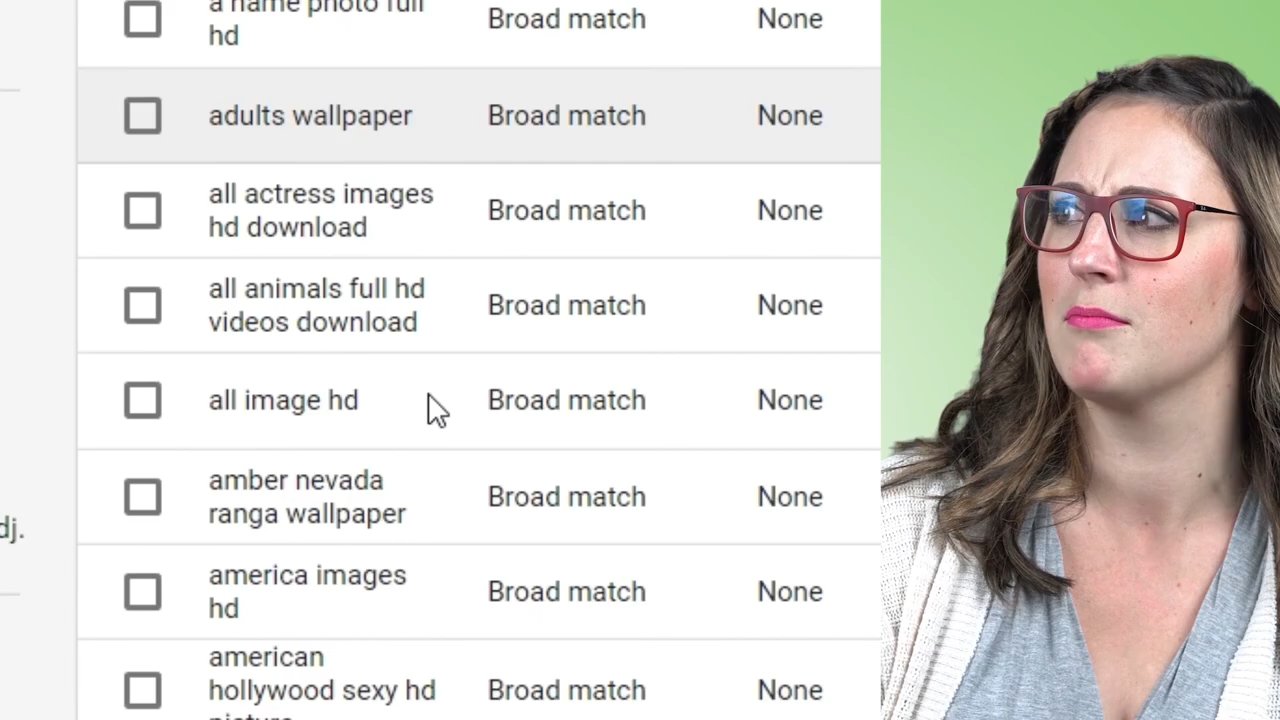 a name photo full
hd
Broad match
None
adults wallpaper
Broad match
None
all actress images
hd download
Broad match
None
all animals full hd
videos download
Broad match
None
all image hd
Broad match
None
amber nevada
ranga wallpaper
Broad match
None
america images
hd
Broad match
None
american
hollywood sexy hd
picture
Broad match
None
dj.